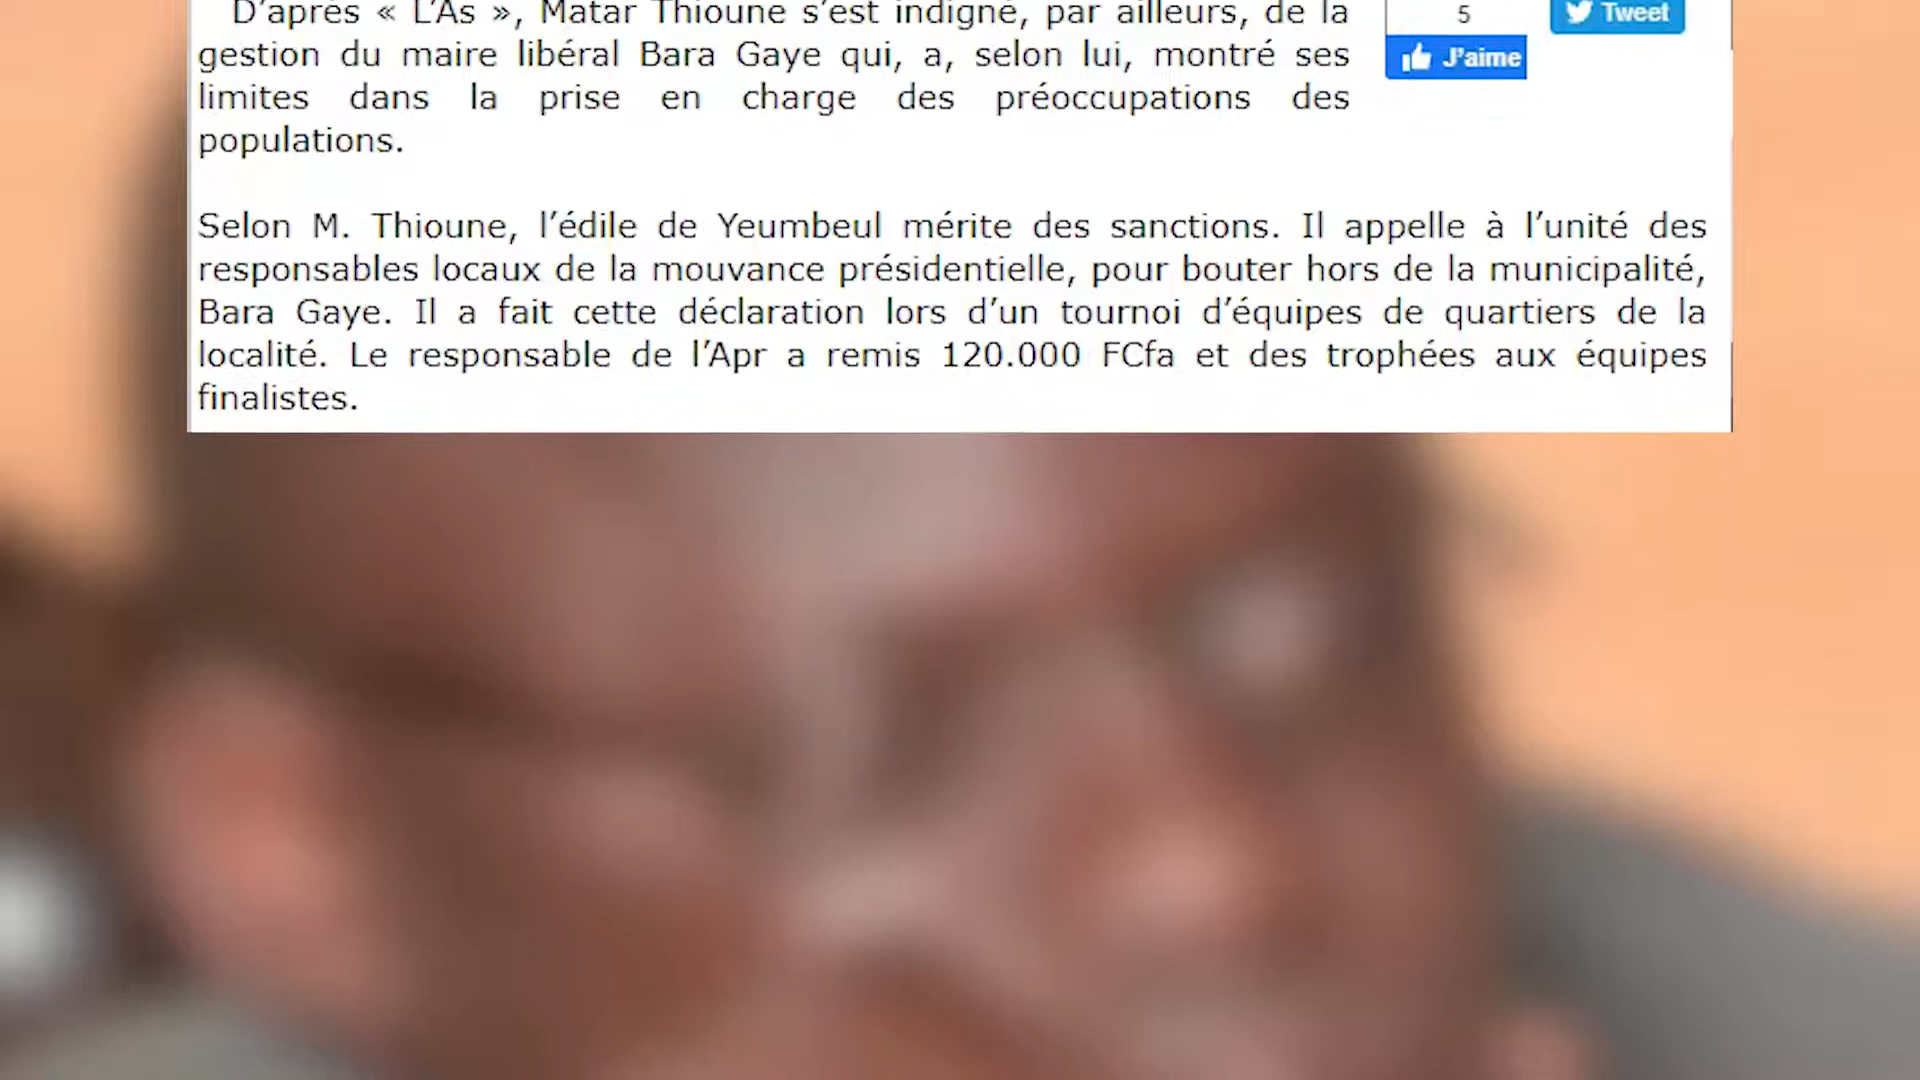 D’après « L’As », Matar Thioune s’est indigné, par ailleurs, de la
gestion du maire libéral Bara Gaye qui, a, selon lui, montré ses
limites dans la prise en charge des préoccupations des
populations.
5
Tweet
J’aime
Selon M. Thioune, l’édile de Yeumbeul mérite des sanctions. Il appelle à l’unité des
responsables locaux de la mouvance présidentielle, pour bouter hors de la municipalité,
Bara Gaye. Il a fait cette déclaration lors d’un tournoi d’équipes de quartiers de la
localité. Le responsable de l’Apr a remis 120.000 FCfa et des trophées aux équipes
finalistes.